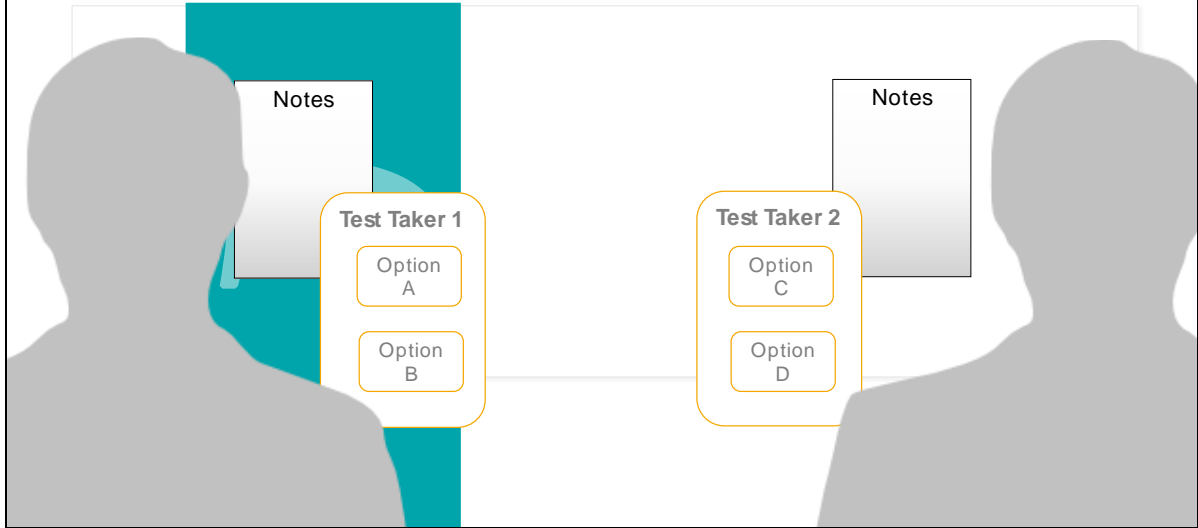 Notes
Test Taker 1
Option
A
Option
B
Notes
Test Taker 2
Option
C
Option
D